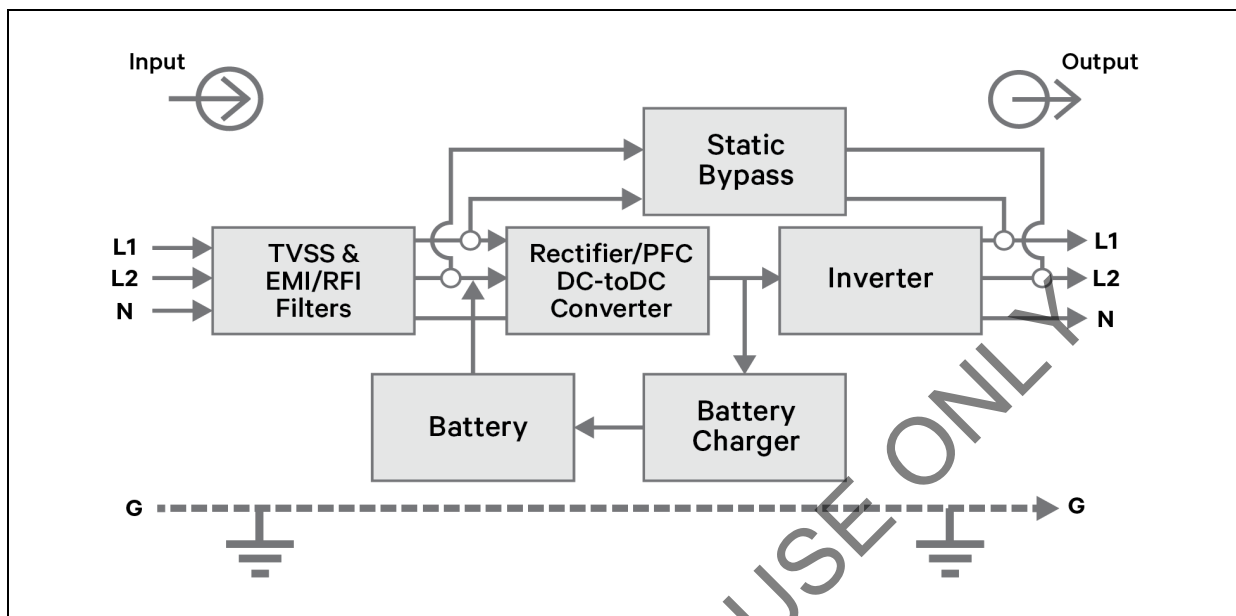 Input
Output
Static
Bypass
L1
L2
N
TVSS &
EMI/RFI
Filters
Rectifier/PFC
DC-toDC
Converter
Inverter
L1
L2
N
Battery
Battery
Charger
G
G
USE ONLY